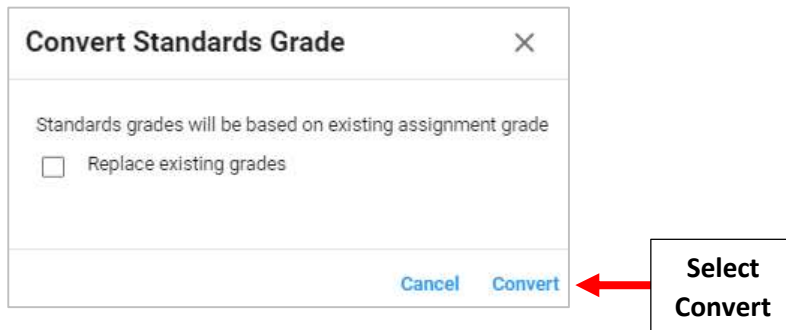 Convert Standards Grade
Standards grades will be based on existing assignment grade
Replace existing grades
Cancel Convert
Select
Convert